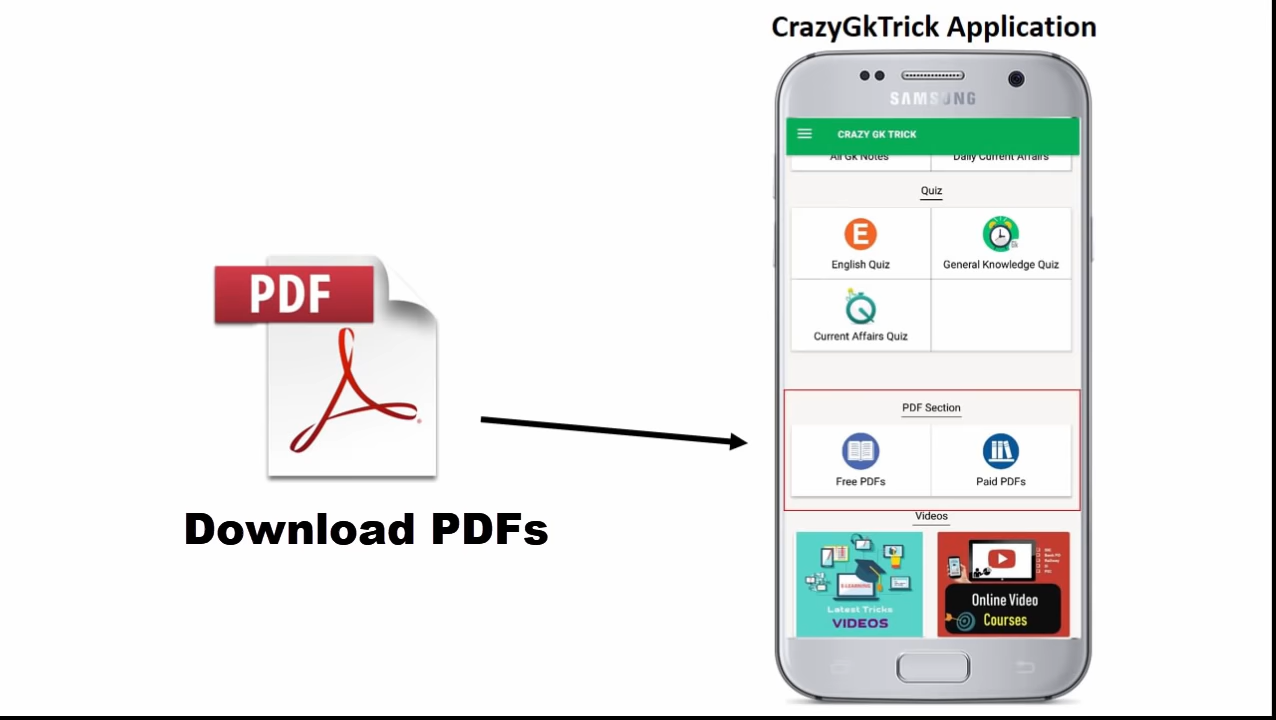 CrazyGkTrick Application
SAMSUNG
CRAZY GK TRICK
All Gk Notes
Daily Current Affairs
Quiz
E
English Quiz
General Knowledge Quiz
Current Affairs Quiz
PDF
PDF Section
Free PDFs
Paid PDFs
Download PDFs
Videos
E-LEARNING
Latest Tricks
VIDEOS
Online Video
Courses